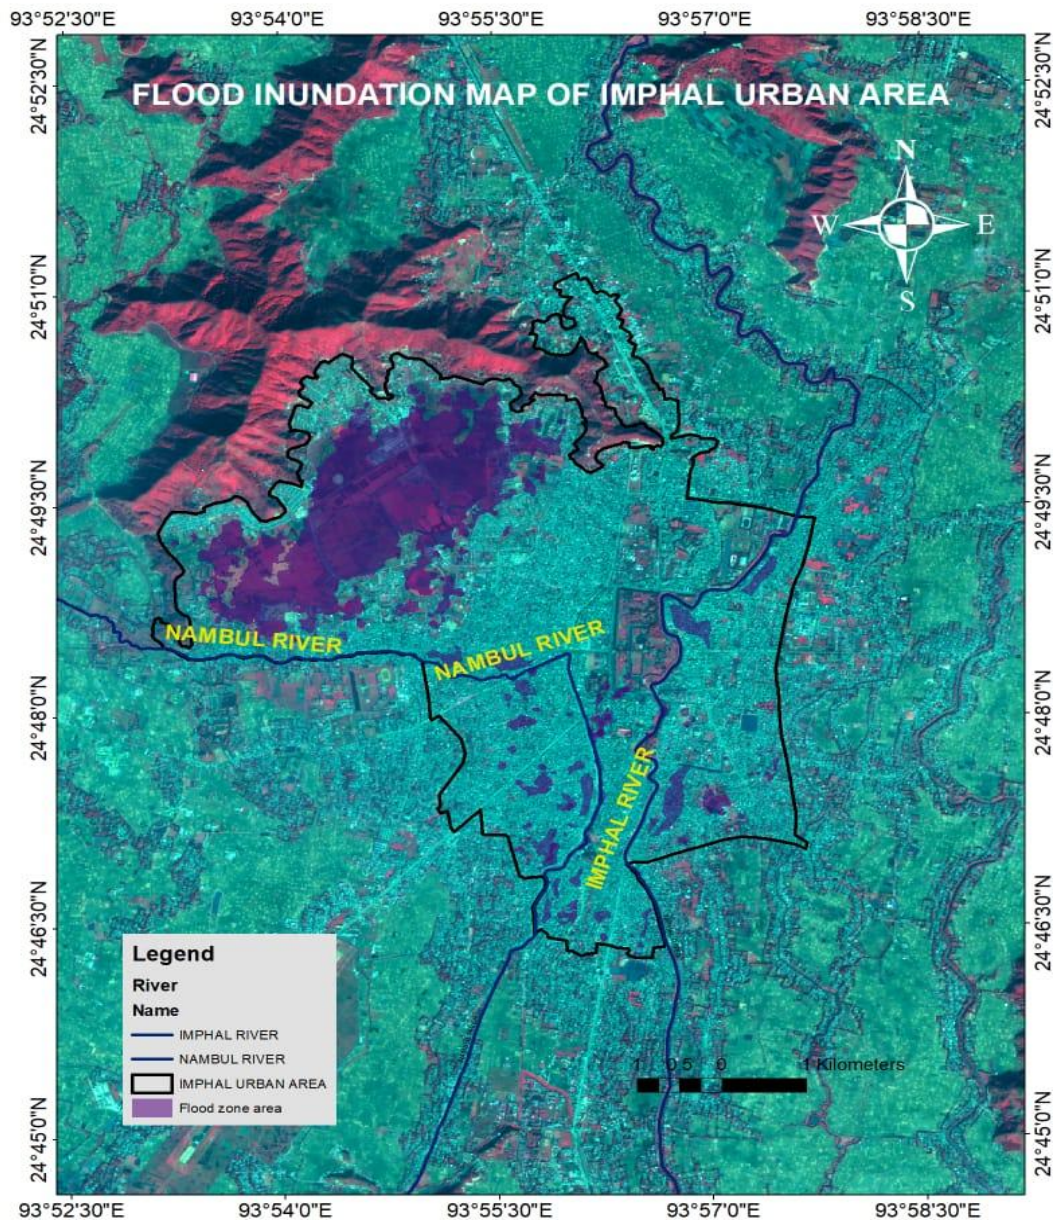 93°52'30"E 93°54'0"E 93°55'30"E 93°57'0"E 93°58'30"E
24°52'30"N
24°52'30"N
FLOOD INUNDATION MAP OF IMPHAL URBAN AREA
N
W E
S
24°51'0"N
24°51'0"N
24°49'30"N
24°49'30"N
NAMBUL RIVER
NAMBUL RIVER
24°48'0"N
24°48'0"N
IMPHAL RIVER
24°46'30"N
24°46'30"N
Legend
River
Name
IMPHAL RIVER
NAMBUL RIVER
IMPHAL URBAN AREA
Flood zone area
1 0.5 0 1 Kilometers
24°45'0"N
24°45'0"N
93°52'30"E 93°54'0"E 93°55'30"E 93°57'0"E 93°58'30"E